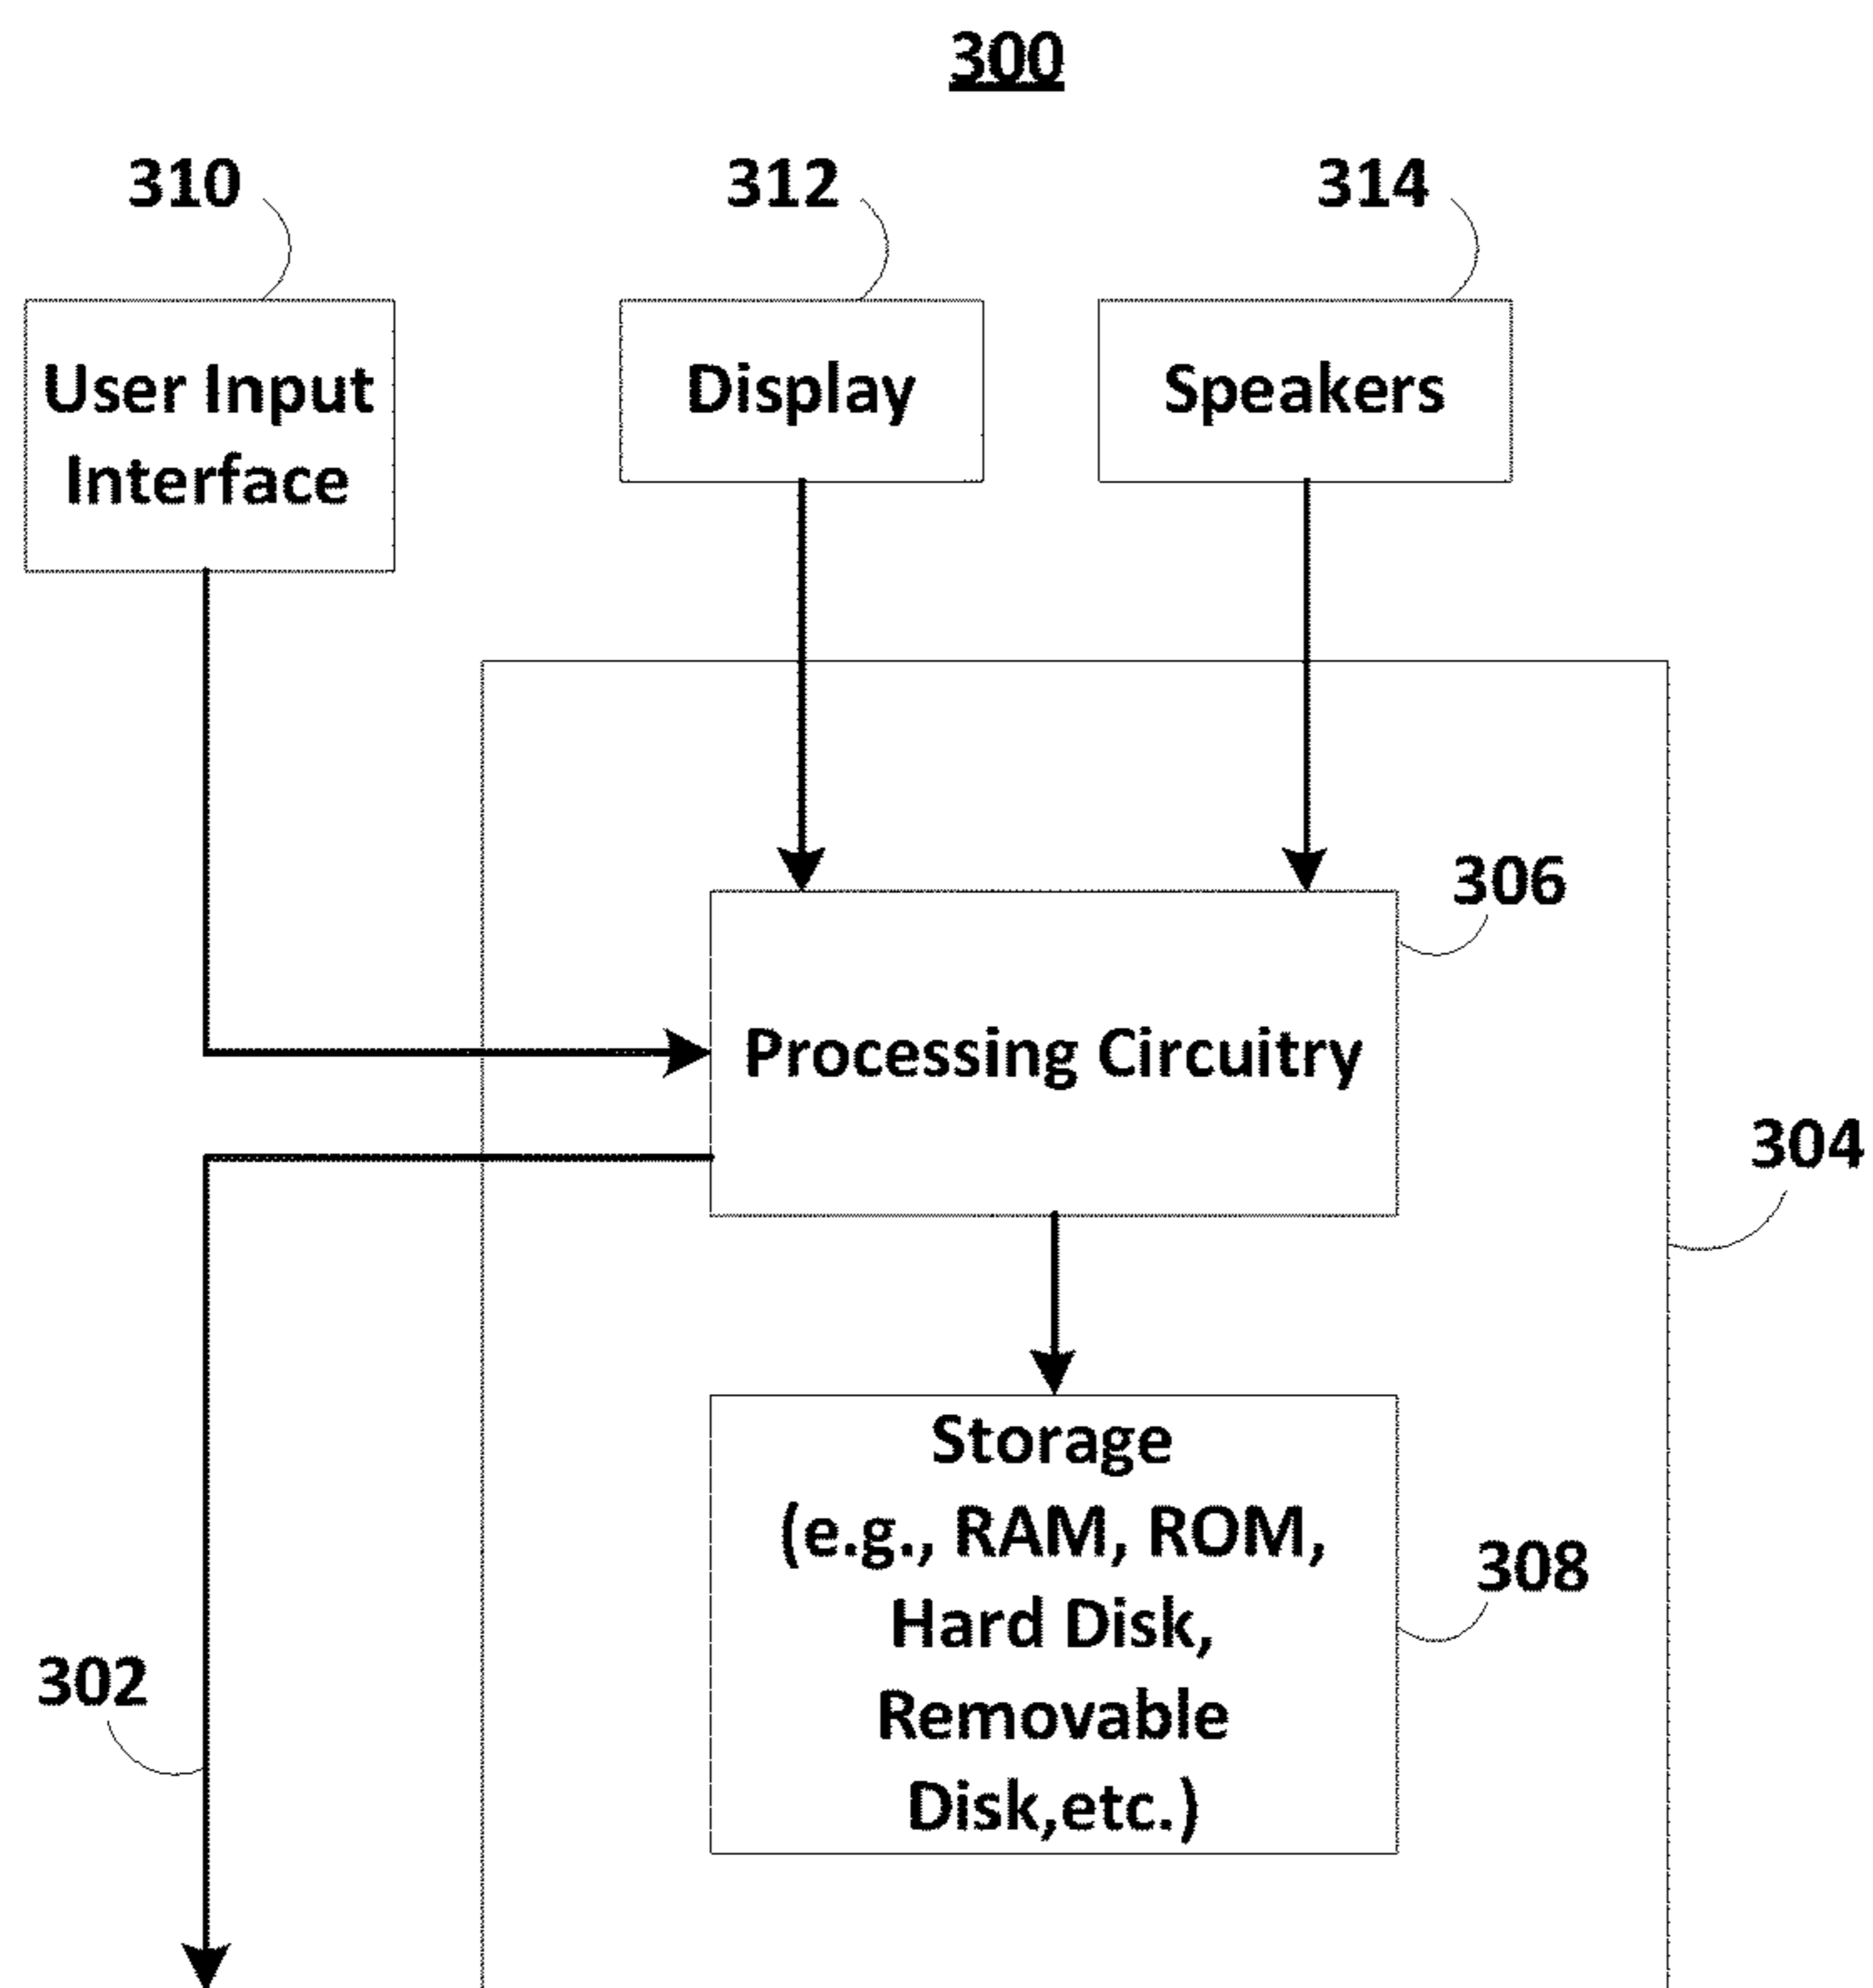 300
310
312
314
User Input
Interface
Display
Speakers
306
Processing Circuitry
304
Storage
(e.g., RAM, ROM,
Hard Disk,
Removable
Disk,etc.)
308
302